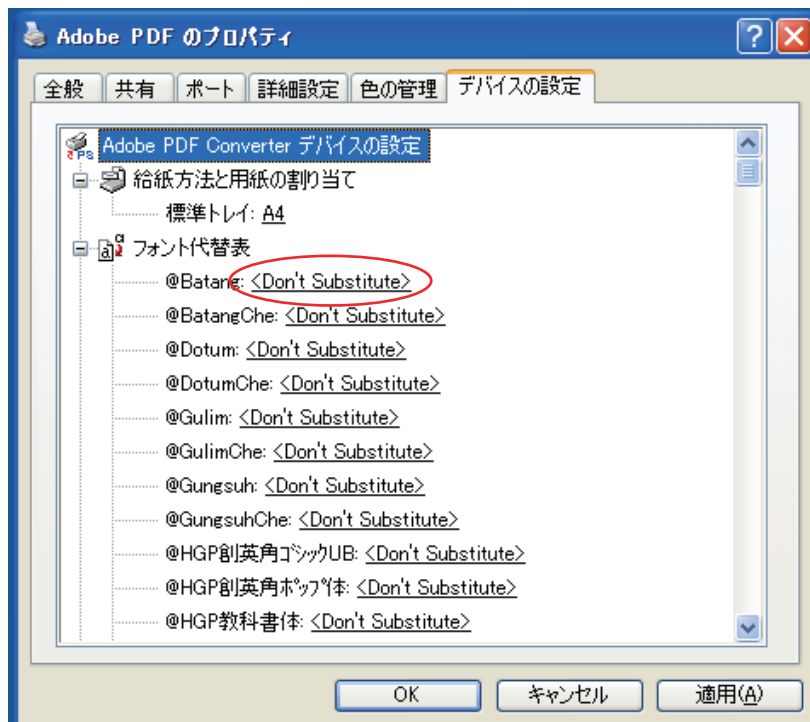 Adobe PDF のプロパティ
全般 共有 ポート 詳細設定 色の管理 デバイスの設定
Adobe PDF Converter デバイスの設定
給紙方法と用紙の割り当て
標準トレイ: A4
フォント代替表
@Batang: <Don't Substitute>
@BatangChe: <Don't Substitute>
@Dotum: <Don't Substitute>
@DotumChe: <Don't Substitute>
@Gulim: <Don't Substitute>
@GulimChe: <Don't Substitute>
@Gungsuh: <Don't Substitute>
@GungsuhChe: <Don't Substitute>
@HGP創英角ゴシックUB: <Don't Substitute>
@HGP創英角ポップ体: <Don't Substitute>
@HGP教科書体: <Don't Substitute>
OK キャンセル 適用(A)